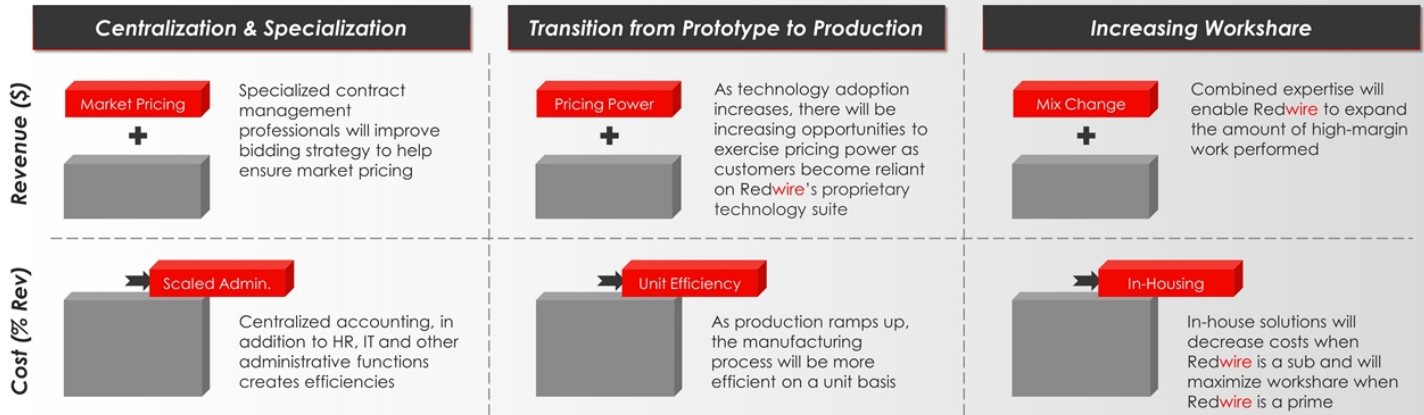 Centralization & Specialization
Transition from Prototype to Production
Increasing Workshare
Revenue ($)
Market Pricing
Specialized contract
management
professionals will improve
bidding strategy to help
ensure market pricing
Pricing Power
As technology adoption
increases, there will be
increasing opportunities to
exercise pricing power as
customers become reliant
on Redwire's proprietary
technology suite
Mix Change
Combined expertise will
enable Redwire to expand
the amount of high-margin
work performed
Cost (% Rev)
Scaled Admin.
Centralized accounting, in
addition to HR, IT and other
administrative functions
creates efficiencies
Unit Efficiency
As production ramps up,
the manufacturing
process will be more
efficient on a unit basis
In-Housing
In-house solutions will
decrease costs when
Redwire is a sub and will
maximize workshare when
Redwire is a prime